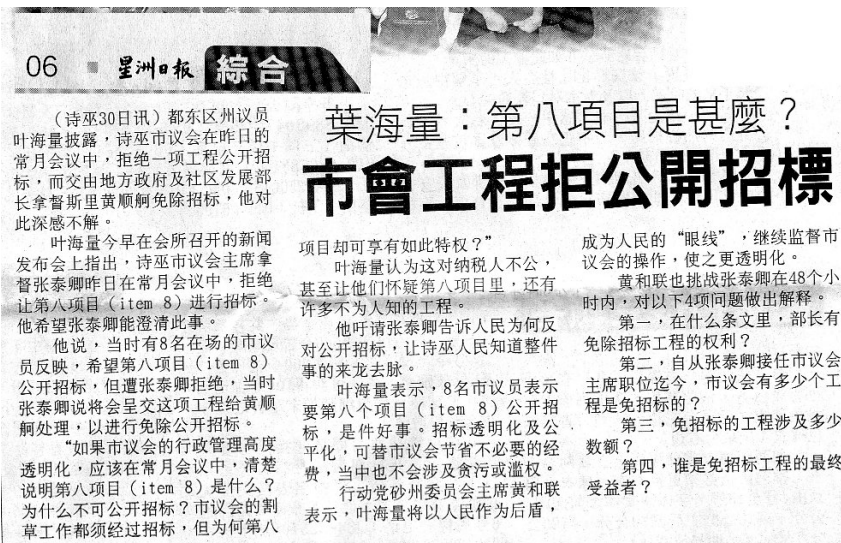 06 ▪ 星洲日报 綜合
葉海量：第八項目是甚麼？
市會工程拒公開招標
（诗巫30日讯）都东区州议员
叶海量披露，诗巫市议会在昨日的
常月会议中，拒绝一项工程公开招
标，而交由地方政府及社区发展部
长拿督斯里黄顺舸免除招标，他对
此深感不解。
叶海量今早在会所召开的新闻
发布会上指出，诗巫市议会主席拿
督张泰卿昨日在常月会议中，拒绝
让第八项目（item 8）进行招标。
他希望张泰卿能澄清此事。
他说，当时有8名在场的市议
员反映，希望第八项目（item 8）
公开招标，但遭张泰卿拒绝，当时
张泰卿说将会呈交这项工程给黄顺
舸处理，以进行免除公开招标。
“如果市议会的行政管理高度
透明化，应该在常月会议中，清楚
说明第八项目（item 8）是什么？
为什么不可公开招标？市议会的割
草工作都须经过招标，但为何第八
项目却可享有如此特权？”
叶海量认为这对纳税人不公，
甚至让他们怀疑第八项目里，还有
许多不为人知的工程。
他吁请张泰卿告诉人民为何反
对公开招标，让诗巫人民知道整件
事的来龙去脉。
叶海量表示，8名市议员表示
要第八个项目（item 8）公开招
标，是件好事。招标透明化及公
平化，可替市议会节省不必要的经
费，当中也不会涉及贪污或滥权。
行动党砂州委员会主席黄和联
表示，叶海量将以人民作为后盾，
成为人民的“眼线”，继续监督市
议会的操作，使之更透明化。
黄和联也挑战张泰卿在48个小
时内，对以下4项问题做出解释。
第一，在什么条文里，部长有
免除招标工程的权利？
第二，自从张泰卿接任市议会
主席职位迄今，市议会有多少个工
程是免招标的？
第三，免招标的工程涉及多少
数额？
第四，谁是免招标工程的最终
受益者？